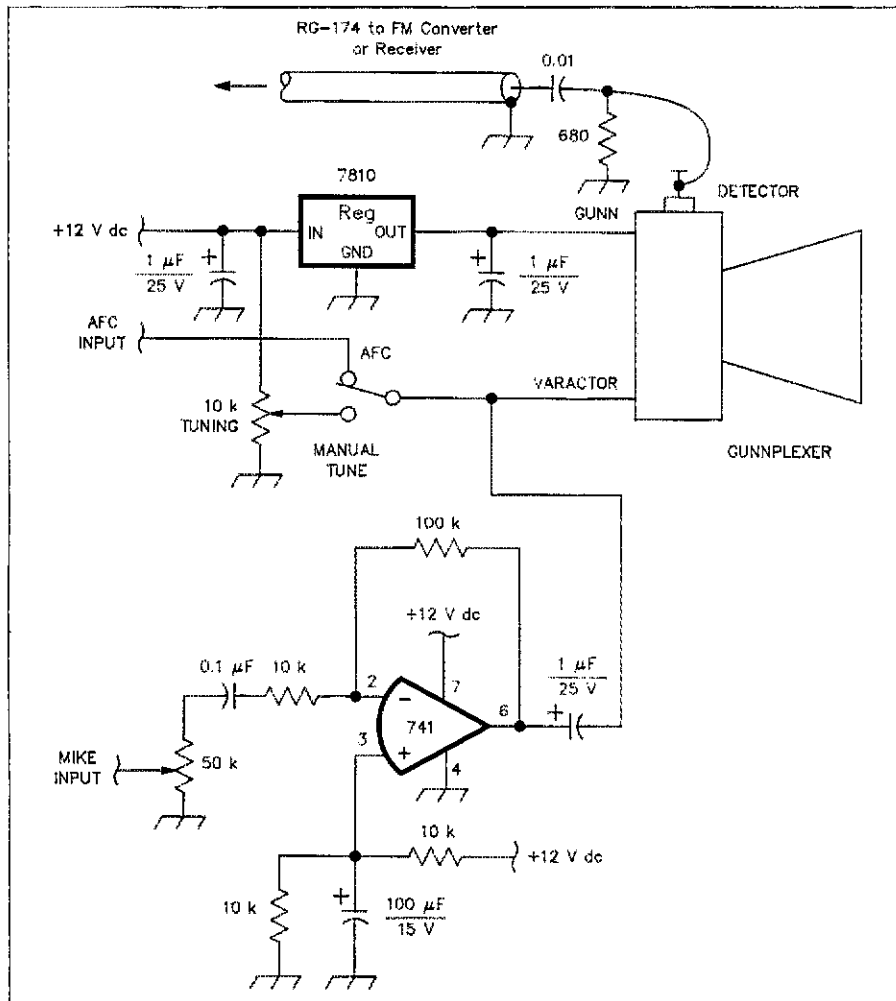 RG-174 to FM Converter
or Receiver
0.01
680
7810
DETECTOR
GUNN
+12 V dc
Reg
IN
OUT
GND
+
1 μF
25 V
+
1 μF
25 V
AFC
INPUT
AFC
VARACTOR
10 k
TUNING
MANUAL
TUNE
GUNNPLEXER
100 k
+12 V dc
0.1 μF
10 k
2
−
7
741
6
1 μF
25 V
+
3
+
4
MIKE
INPUT
50 k
10 k
+12 V dc
10 k
+
100 μF
15 V